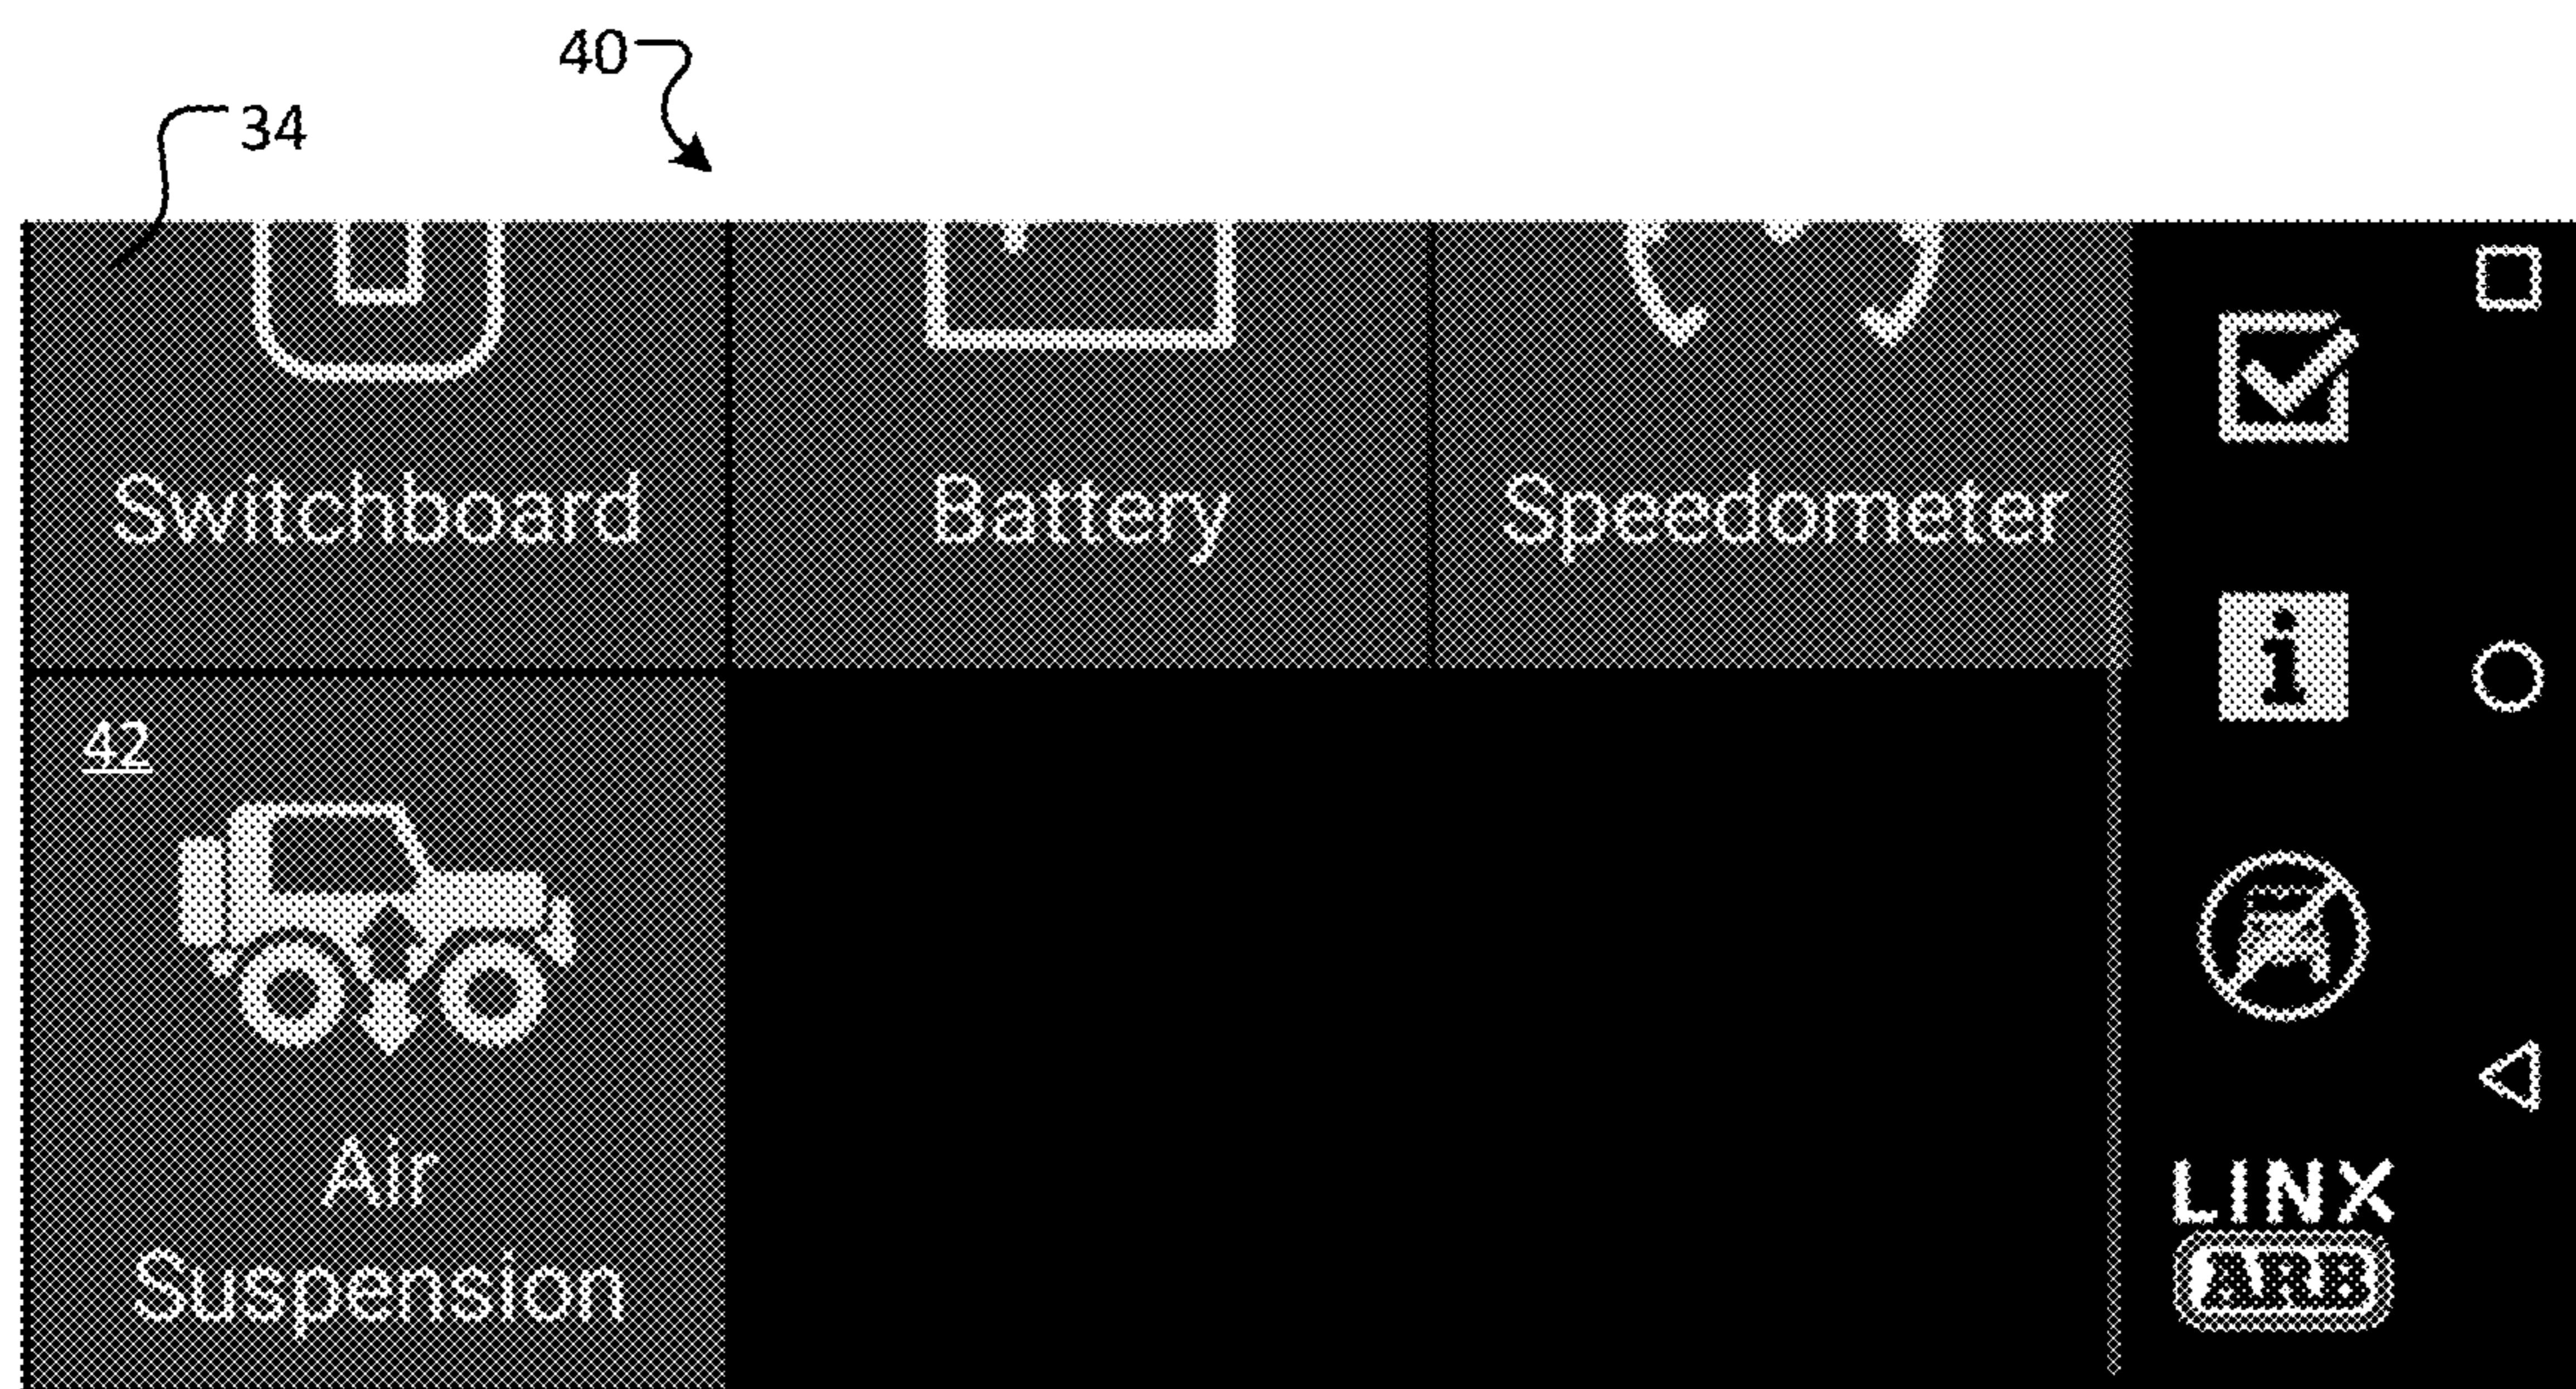 40
34
Switchboard
Battery
Speedometer
i
42
Air
Suspension
LINX
ARB